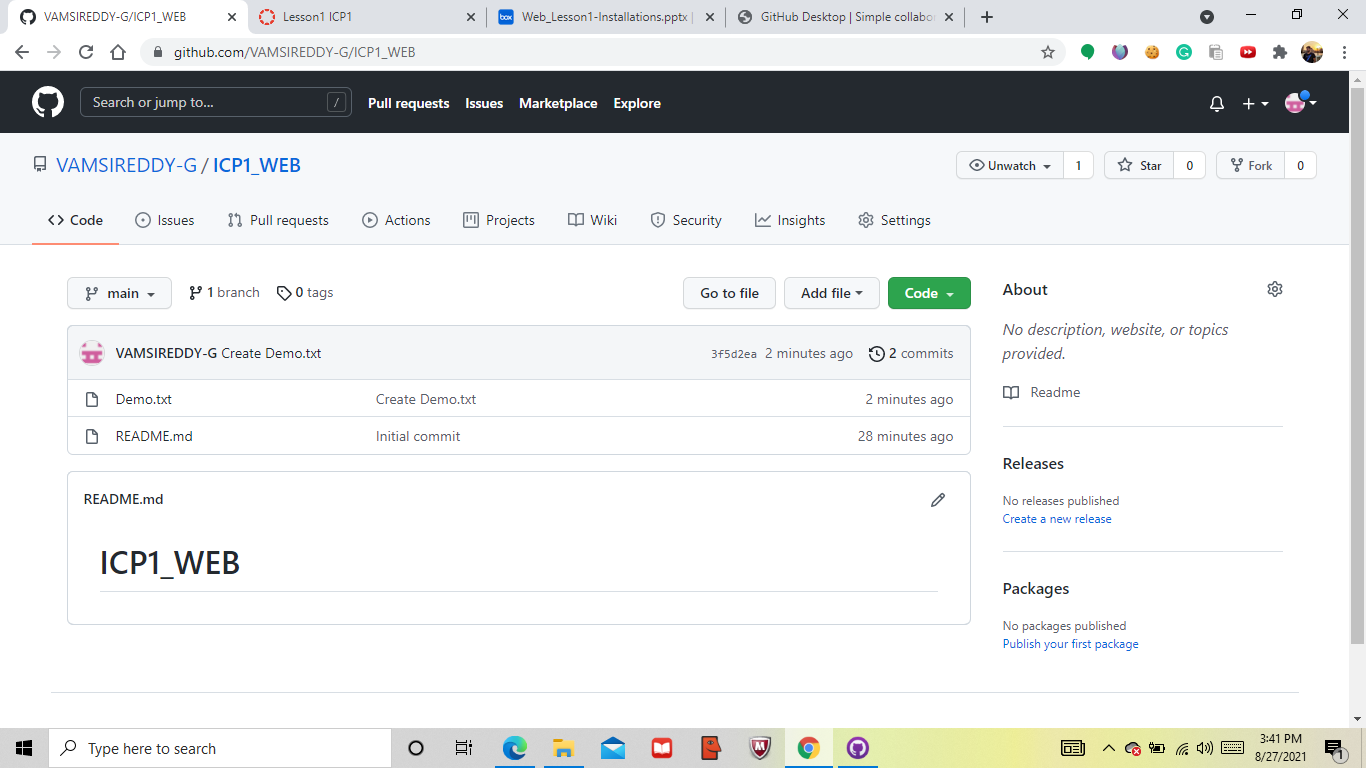 VAMSIREDDY-G/ICP1_WEB
Lesson1 ICP1
box Web_Lesson1-Installations.pptx |
GitHub Desktop | Simple collabo
github.com/VAMSIREDDY-G/ICP1_WEB
Search or jump to... /
Pull requests Issues Marketplace Explore
VAMSIREDDY-G / ICP1_WEB
Unwatch 1 Star 0 Fork 0
Code Issues Pull requests Actions Projects Wiki Security Insights Settings
main 1 branch 0 tags Go to file Add file Code
VAMSIREDDY-G Create Demo.txt 3f5d2ea 2 minutes ago 2 commits
Demo.txt Create Demo.txt 2 minutes ago
README.md Initial commit 28 minutes ago
README.md
ICP1_WEB
About
No description, website, or topics
provided.
Readme
Releases
No releases published
Create a new release
Packages
No packages published
Publish your first package
Type here to search
3:41 PM
8/27/2021
1